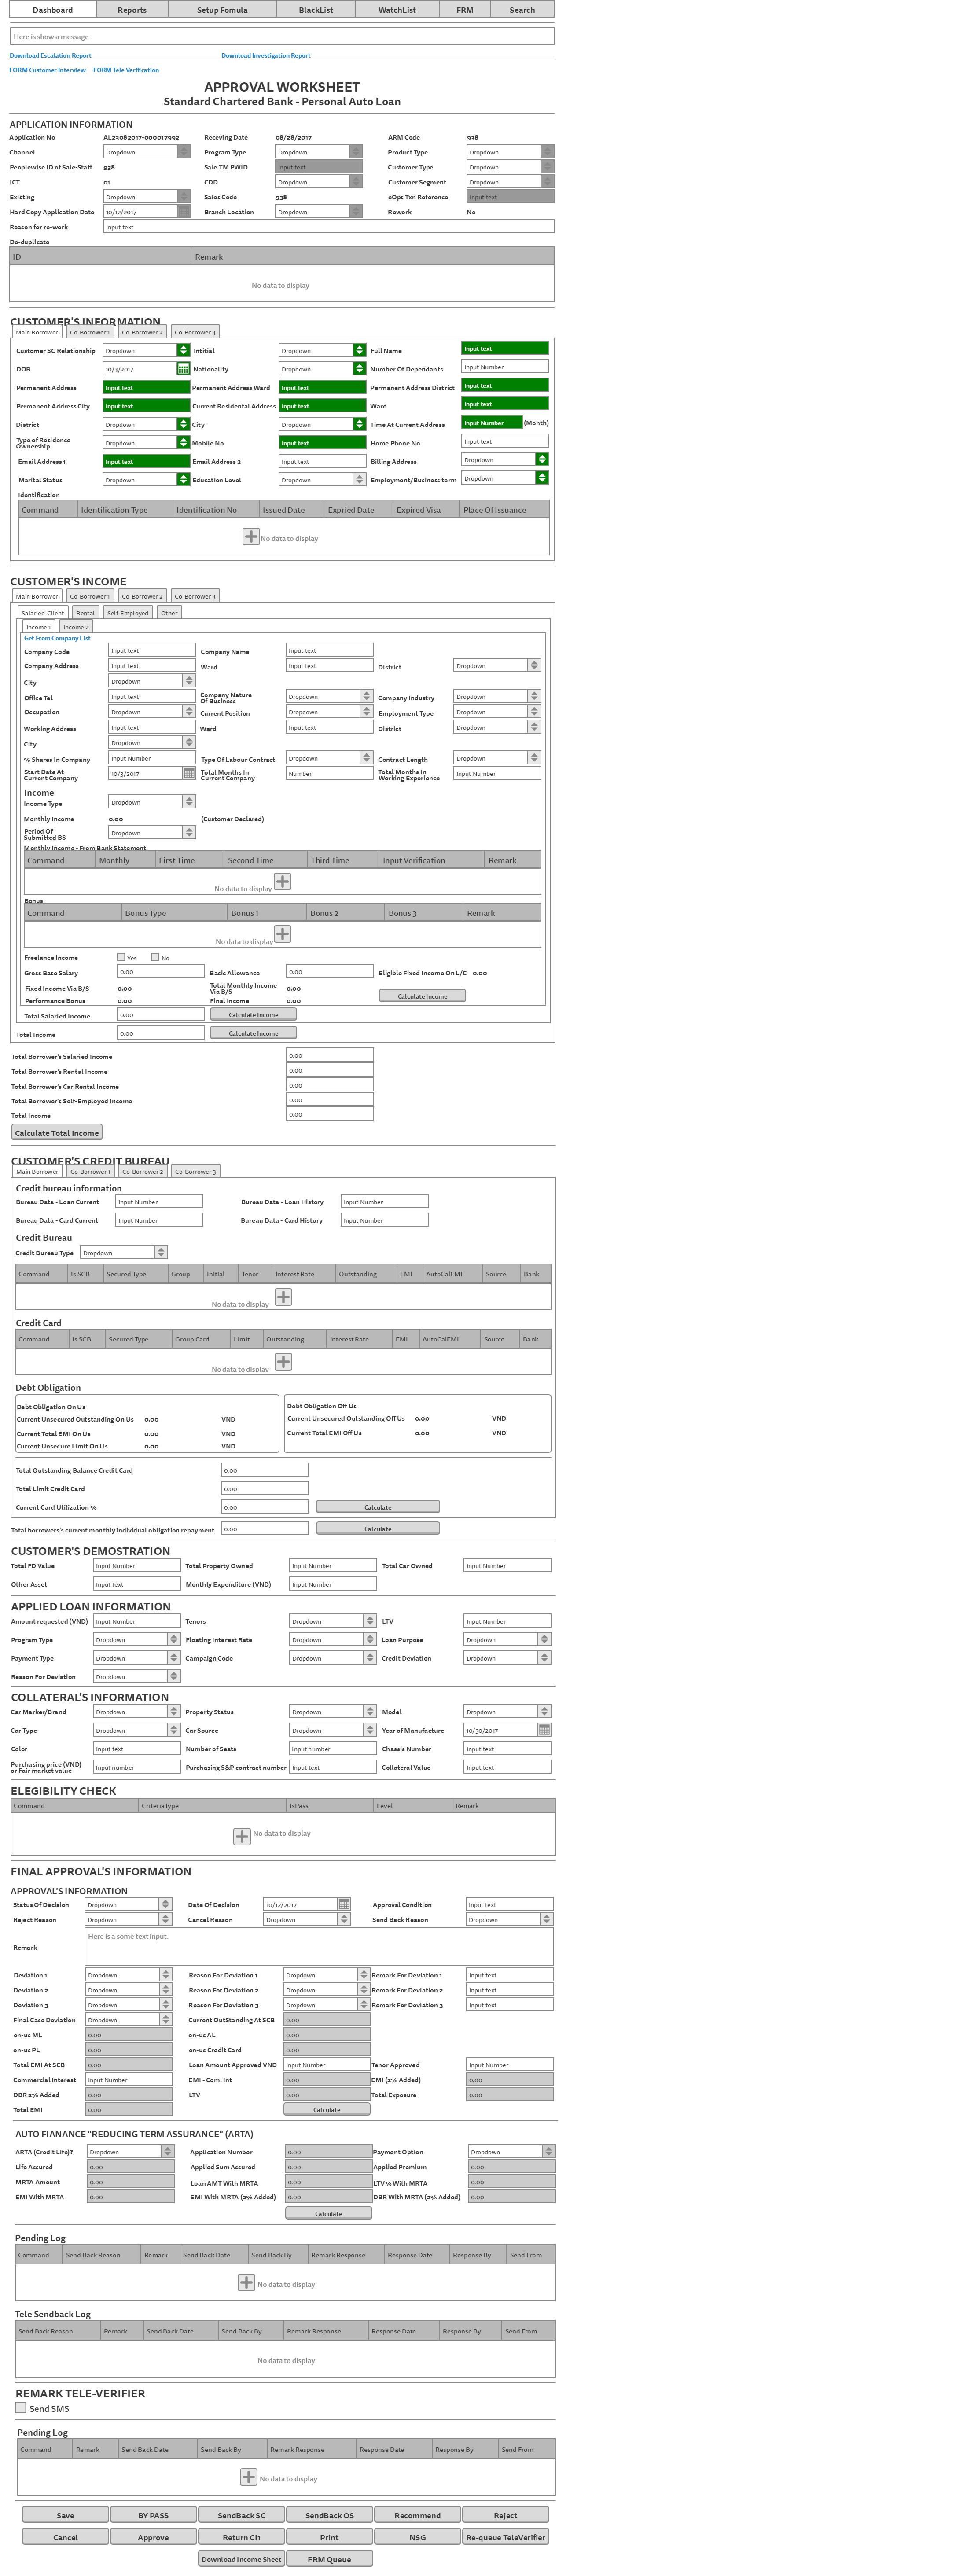 Dashboard Reports Setup Fomula BlackList WatchList FRM Search
Here is show a message
Download Escalation Report Download Investigation Report
FORM Customer Interview FORM Tele Verification
APPROVAL WORKSHEET
Standard Chartered Bank - Personal Auto Loan
APPLICATION INFORMATION
Application No AL23082017-000017992 Receving Date 08/28/2017 ARM Code 938
Channel Dropdown Program Type Dropdown Product Type Dropdown
Peoplewise ID of Sale-Staff 938 Sale TM PWID Input text Customer Type Dropdown
ICT 01 CDD Dropdown Customer Segment Dropdown
Existing Dropdown Sales Code 938 eOps Txn Reference Input text
Hard Copy Application Date 10/12/2017 Branch Location Dropdown Rework No
Reason for re-work Input text
De-duplicate
ID Remark
No data to display
CUSTOMER'S INFORMATION
Main Borrower Co-Borrower 1 Co-Borrower 2 Co-Borrower 3
Customer SC Relationship Dropdown Intitial Dropdown Full Name Input text
DOB 10/3/2017 Nationality Dropdown Number Of Dependants Input Number
Permanent Address Input text Permanent Address Ward Input text Permanent Address District Input text
Permanent Address City Input text Current Residental Address Input text Ward Input text
District Dropdown City Dropdown Time At Current Address Input Number (Month)
Type of Residence Ownership Dropdown Mobile No Input text Home Phone No Input text
Email Address 1 Input text Email Address 2 Input text Billing Address Dropdown
Marital Status Dropdown Education Level Dropdown Employment/Business term Dropdown
Identification
Command Identification Type Identification No Issued Date Expried Date Expired Visa Place Of Issuance
No data to display
CUSTOMER'S INCOME
Main Borrower Co-Borrower 1 Co-Borrower 2 Co-Borrower 3
Salaried Client Rental Self-Employed Other
Income 1 Income 2
Get From Company List
Company Code Input text Company Name Input text
Company Address Input text Ward Input text District Dropdown
City Dropdown
Office Tel Input text Company Nature Of Business Dropdown Company Industry Dropdown
Occupation Dropdown Current Position Dropdown Employment Type Dropdown
Working Address Input text Ward Input text District Dropdown
City Dropdown
% Shares In Company Input Number Type Of Labour Contract Dropdown Contract Length Dropdown
Start Date At Current Company 10/3/2017 Total Months In Current Company Number Total Months In Working Experience Input Number
Income
Income Type Dropdown
Monthly Income 0.00 (Customer Declared)
Period Of Submitted BS Dropdown
Monthly Income - From Bank Statement
Command Monthly First Time Second Time Third Time Input Verification Remark
No data to display
Bonus
Command Bonus Type Bonus 1 Bonus 2 Bonus 3 Remark
No data to display
Freelance Income Yes No
Gross Base Salary 0.00 Basic Allowance 0.00 Eligible Fixed Income On L/C 0.00
Fixed Income Via B/S 0.00 Total Monthly Income Via B/S 0.00 Calculate Income
Performance Bonus 0.00 Final Income 0.00
Total Salaried Income 0.00 Calculate Income
Total Income 0.00 Calculate Income
Total Borrower's Salaried Income 0.00
Total Borrower's Rental Income 0.00
Total Borrower's Car Rental Income 0.00
Total Borrower's Self-Employed Income 0.00
Total Income 0.00
Calculate Total Income
CUSTOMER'S CREDIT BUREAU
Main Borrower Co-Borrower 1 Co-Borrower 2 Co-Borrower 3
Credit bureau information
Bureau Data - Loan Current Input Number Bureau Data - Loan History Input Number
Bureau Data - Card Current Input Number Bureau Data - Card History Input Number
Credit Bureau
Credit Bureau Type Dropdown
Command Is SCB Secured Type Group Initial Tenor Interest Rate Outstanding EMI AutoCalEMI Source Bank
No data to display
Credit Card
Command Is SCB Secured Type Group Card Limit Outstanding Interest Rate EMI AutoCalEMI Source Bank
No data to display
Debt Obligation
Debt Obligation On Us Debt Obligation Off Us
Current Unsecured Outstanding On Us 0.00 VND Current Unsecured Outstanding Off Us 0.00 VND
Current Total EMI On Us 0.00 VND Current Total EMI Off Us 0.00 VND
Current Unsecure Limit On Us 0.00 VND
Total Outstanding Balance Credit Card 0.00
Total Limit Credit Card 0.00
Current Card Utilization % 0.00 Calculate
Total borrowers's current monthly individual obligation repayment 0.00 Calculate
CUSTOMER'S DEMOSTRATION
Total FD Value Input Number Total Property Owned Input Number Total Car Owned Input Number
Other Asset Input text Monthly Expenditure (VND) Input Number
APPLIED LOAN INFORMATION
Amount requested (VND) Input Number Tenors Dropdown LTV Input Number
Program Type Dropdown Floating Interest Rate Dropdown Loan Purpose Dropdown
Payment Type Dropdown Campaign Code Dropdown Credit Deviation Dropdown
Reason For Deviation Dropdown
COLLATERAL'S INFORMATION
Car Marker/Brand Dropdown Property Status Dropdown Model Dropdown
Car Type Dropdown Car Source Dropdown Year of Manufacture 10/30/2017
Color Input text Number of Seats Input number Chassis Number Input text
Purchasing price (VND) or Fair market value Input number Purchasing S&P contract number Input text Collateral Value Input text
ELEGIBILITY CHECK
Command CriteriaType IsPass Level Remark
No data to display
FINAL APPROVAL'S INFORMATION
APPROVAL'S INFORMATION
Status Of Decision Dropdown Date Of Decision 10/12/2017 Approval Condition Input text
Reject Reason Dropdown Cancel Reason Dropdown Send Back Reason Dropdown
Remark Here is a some text input.
Deviation 1 Dropdown Reason For Deviation 1 Dropdown Remark For Deviation 1 Input text
Deviation 2 Dropdown Reason For Deviation 2 Dropdown Remark For Deviation 2 Input text
Deviation 3 Dropdown Reason For Deviation 3 Dropdown Remark For Deviation 3 Input text
Final Case Deviation Dropdown Current OutStanding At SCB 0.00
on-us ML 0.00 on-us AL 0.00
on-us PL 0.00 on-us Credit Card 0.00
Total EMI At SCB 0.00 Loan Amount Approved VND Input Number Tenor Approved Input Number
Commercial Interest Input Number EMI - Com. Int 0.00 EMI (2% Added) 0.00
DBR 2% Added 0.00 LTV 0.00 Total Exposure 0.00
Total EMI 0.00 Calculate
AUTO FIANANCE "REDUCING TERM ASSURANCE" (ARTA)
ARTA (Credit Life)? Dropdown Application Number 0.00 Payment Option Dropdown
Life Assured 0.00 Applied Sum Assured 0.00 Applied Premium 0.00
MRTA Amount 0.00 Loan AMT With MRTA 0.00 LTV% With MRTA 0.00
EMI With MRTA 0.00 EMI With MRTA (2% Added) 0.00 DBR With MRTA (2% Added) 0.00
Calculate
Pending Log
Command Send Back Reason Remark Send Back Date Send Back By Remark Response Response Date Response By Send From
No data to display
Tele Sendback Log
Send Back Reason Remark Send Back Date Send Back By Remark Response Response Date Response By Send From
No data to display
REMARK TELE-VERIFIER
Send SMS
Pending Log
Command Remark Send Back Date Send Back By Remark Response Response Date Response By Send From
No data to display
Save BY PASS SendBack SC SendBack OS Recommend Reject
Cancel Approve Return CI1 Print NSG Re-queue TeleVerifier
Download Income Sheet FRM Queue